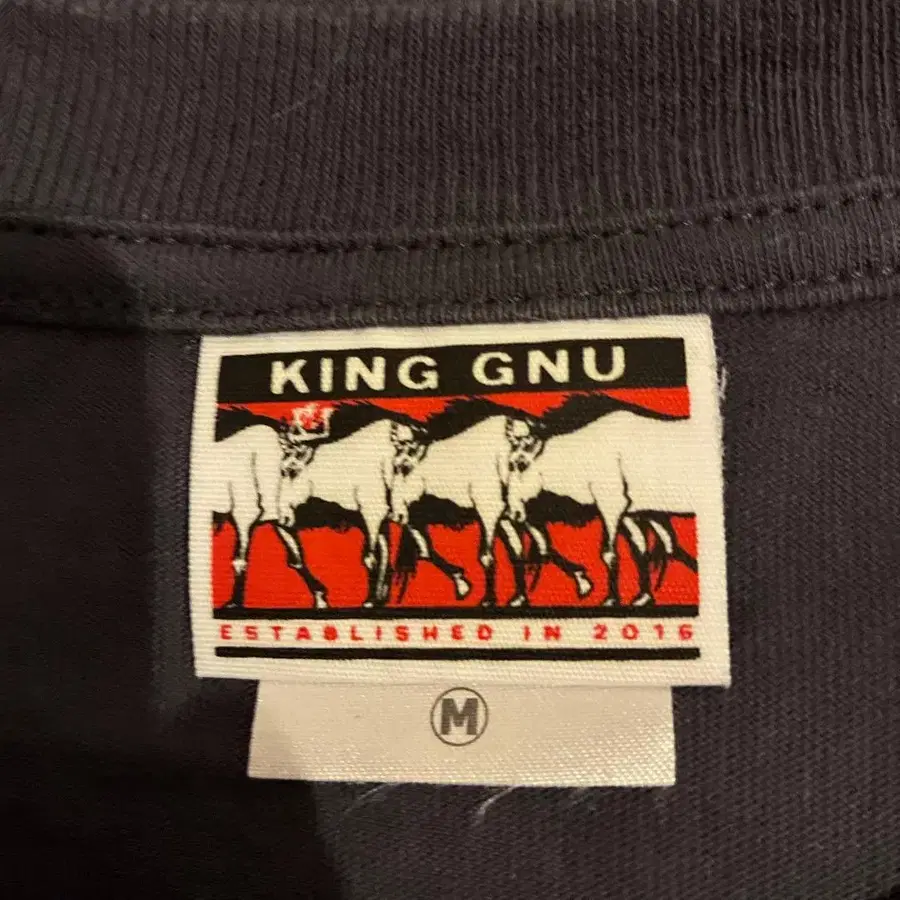 KING GNU
ESTABLISHED IN 2016
M